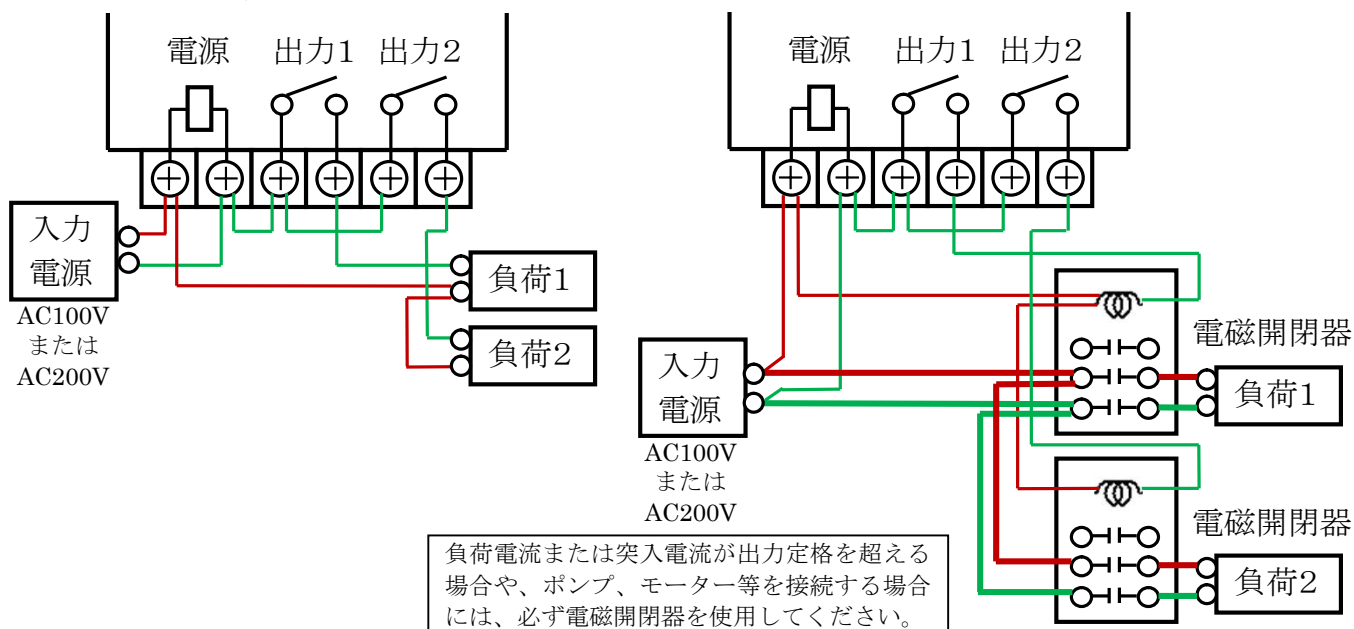 電源 出力1 出力2
入力
電源
AC100V
または
AC200V
負荷1
負荷2
電源 出力1 出力2
入力
電源
AC100V
または
AC200V
電磁開閉器
負荷1
電磁開閉器
負荷2
負荷電流または突入電流が出力定格を超える
場合や、ポンプ、モーター等を接続する場合
には、必ず電磁開閉器を使用してください。